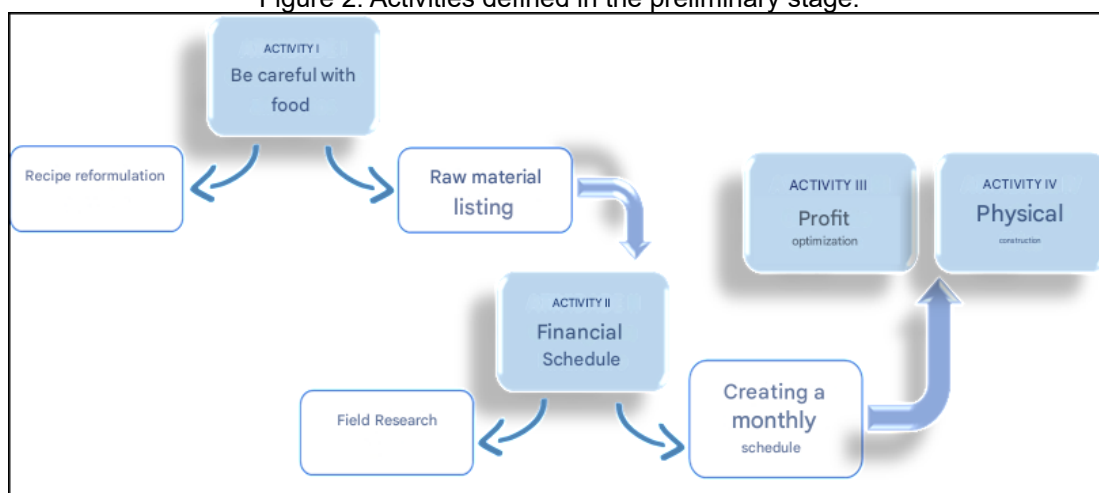 Figure 2. Activities defined in the preliminary stage.
ACTIVITY I
Be careful with
food
Recipe reformulation
Raw material
listing
ACTIVITY III
Profit
optimization
ACTIVITY IV
Physical
construction
ACTIVITY II
Financial
Schedule
Field Research
Creating a
monthly
schedule